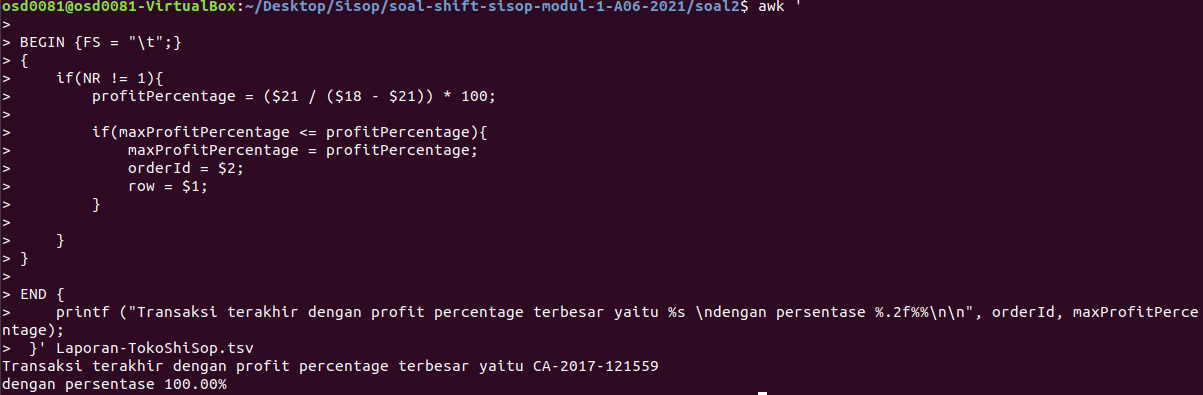 osd0081@osd0081-VirtualBox:~/Desktop/Sisop/soal-shift-sisop-modul-1-A06-2021/soal2$ awk '
>
> BEGIN {FS = "\t";}
> {
>     if(NR != 1){
>         profitPercentage = ($21 / ($18 - $21)) * 100;
>
>         if(maxProfitPercentage <= profitPercentage){
>             maxProfitPercentage = profitPercentage;
>             orderId = $2;
>             row = $1;
>         }
>
>     }
> }
>
> END {
>     printf ("Transaksi terakhir dengan profit percentage terbesar yaitu %s \ndengan persentase %.2f%%\n\n", orderId, maxProfitPerce
ntage);
>  }' Laporan-TokoShiSop.tsv
Transaksi terakhir dengan profit percentage terbesar yaitu CA-2017-121559
dengan persentase 100.00%